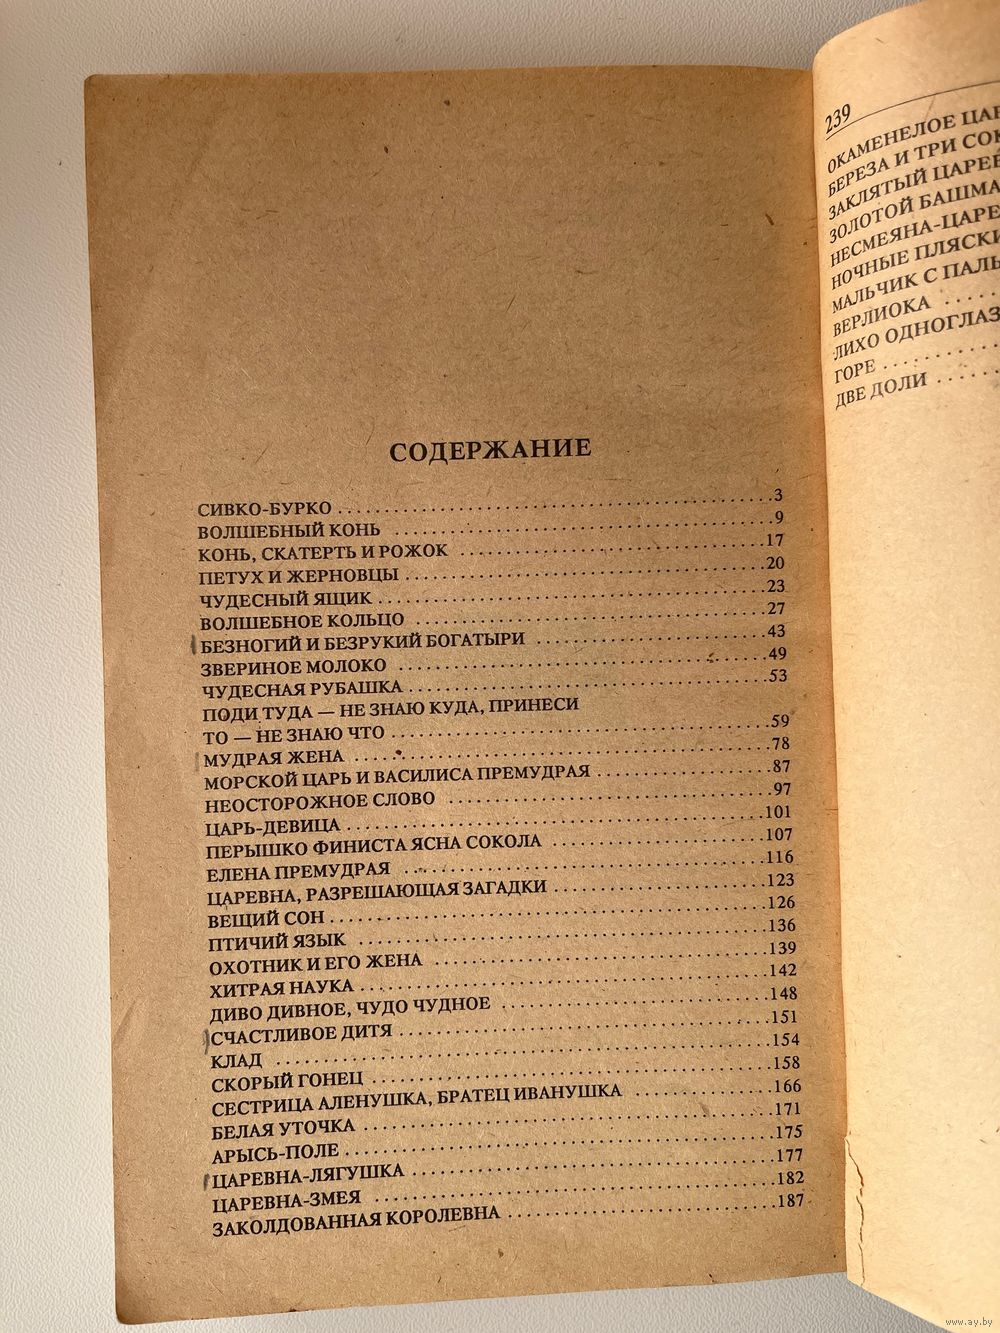 СОДЕРЖАНИЕ
СИВКО-БУРКО ........ 3
ВОЛШЕБНЫЙ КОНЬ ........ 9
КОНЬ, СКАТЕРТЬ И РОЖОК ........ 17
ПЕТУХ И ЖЕРНОВЦЫ ........ 20
ЧУДЕСНЫЙ ЯЩИК ........ 23
ВОЛШЕБНОЕ КОЛЬЦО ........ 27
БЕЗНОГИЙ И БЕЗРУКИЙ БОГАТЫРИ ........ 43
ЗВЕРИНОЕ МОЛОКО ........ 49
ЧУДЕСНАЯ РУБАШКА ........ 53
ПОДИ ТУДА — НЕ ЗНАЮ КУДА, ПРИНЕСИ
ТО — НЕ ЗНАЮ ЧТО ........ 59
МУДРАЯ ЖЕНА ........ 78
МОРСКОЙ ЦАРЬ И ВАСИЛИСА ПРЕМУДРАЯ ........ 87
НЕОСТОРОЖНОЕ СЛОВО ........ 97
ЦАРЬ-ДЕВИЦА ........ 101
ПЕРЫШКО ФИНИСТА ЯСНА СОКОЛА ........ 107
ЕЛЕНА ПРЕМУДРАЯ ........ 116
ЦАРЕВНА, РАЗРЕШАЮЩАЯ ЗАГАДКИ ........ 123
ВЕЩИЙ СОН ........ 126
ПТИЧИЙ ЯЗЫК ........ 136
ОХОТНИК И ЕГО ЖЕНА ........ 139
ХИТРАЯ НАУКА ........ 142
ДИВО ДИВНОЕ, ЧУДО ЧУДНОЕ ........ 148
СЧАСТЛИВОЕ ДИТЯ ........ 151
КЛАД ........ 154
СКОРЫЙ ГОНЕЦ ........ 158
СЕСТРИЦА АЛЕНУШКА, БРАТЕЦ ИВАНУШКА ........ 166
БЕЛАЯ УТОЧКА ........ 171
АРЫСЬ-ПОЛЕ ........ 175
ЦАРЕВНА-ЛЯГУШКА ........ 177
ЦАРЕВНА-ЗМЕЯ ........ 182
ЗАКОЛДОВАННАЯ КОРОЛЕВНА ........ 187
239
ОКАМЕНЕЛОЕ
БЕРЕЗА И ТРИ
ЗАКЛЯТЫЙ
ЗОЛОТОЙ
НЕСМЕЯНА-
НОЧНЫЕ ПЛЯСКИ
МАЛЬЧИК С
ВЕРЛИОКА ......
ЛИХО
ГОРЕ ........
ДВЕ ДОЛИ ......
www.ay.by